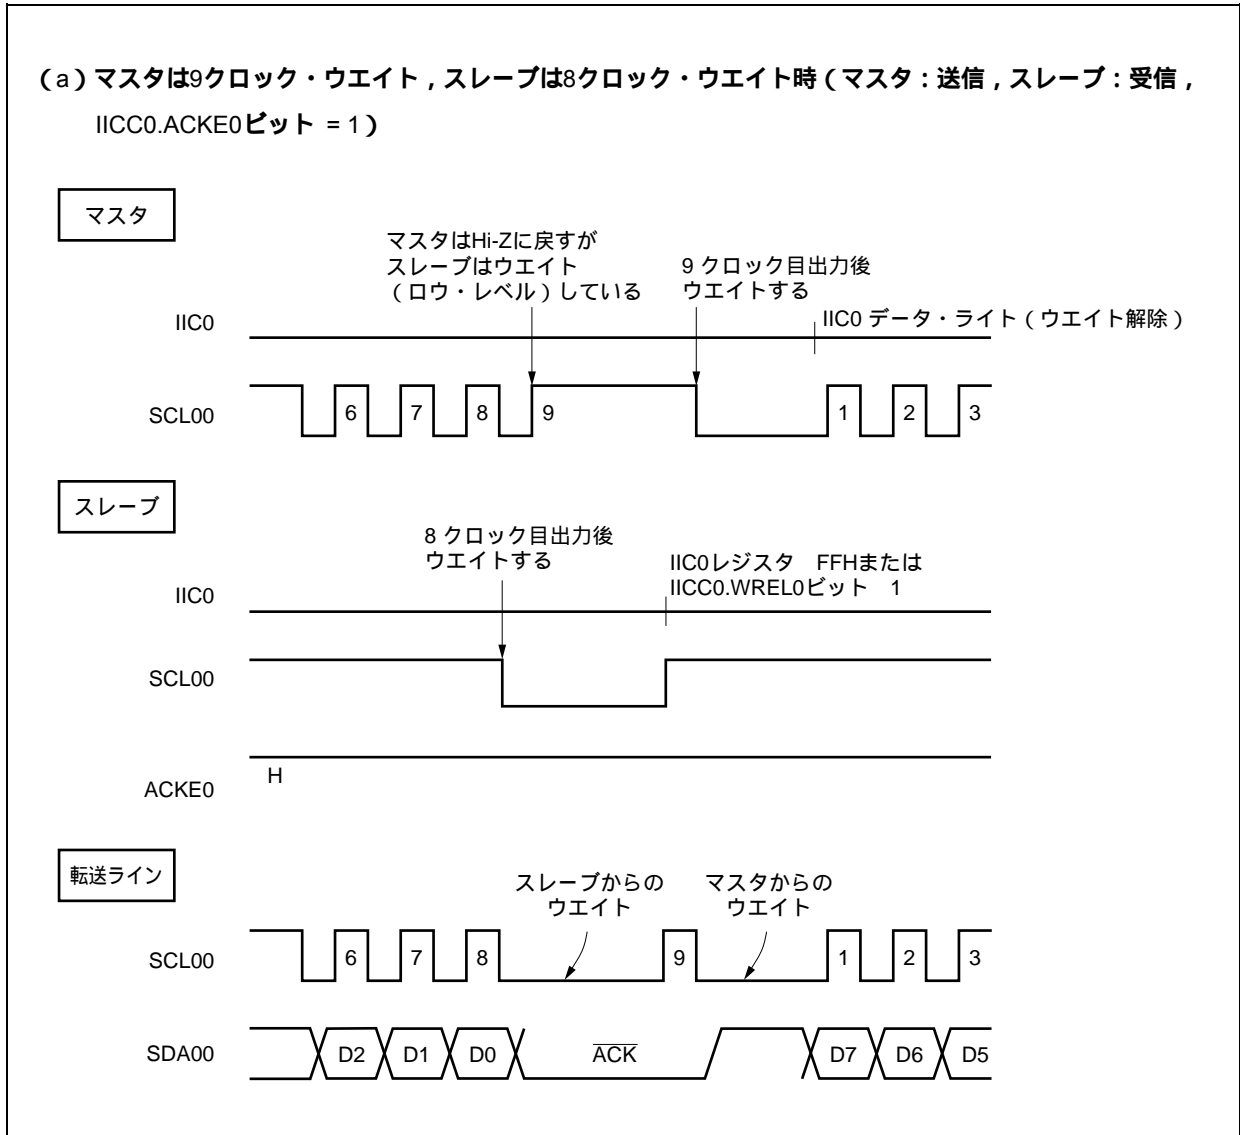 （a）マスタは9クロック・ウエイト，スレーブは8クロック・ウエイト時（マスタ：送信，スレーブ：受信，
IICC0.ACKE0ビット = 1）
マスタ
マスタはHi-Zに戻すが
スレーブはウエイト
（ロウ・レベル）している
9 クロック目出力後
ウエイトする
IIC0
IIC0 データ・ライト（ウエイト解除）
SCL00
6 7 8 9 1 2 3
スレーブ
8 クロック目出力後
ウエイトする
IIC0レジスタ　FFHまたは
IICC0.WREL0ビット　1
IIC0
SCL00
H
ACKE0
転送ライン
スレーブからの
ウエイト
マスタからの
ウエイト
SCL00
6 7 8 9 1 2 3
SDA00
D2 D1 D0 A̅C̅K̅ D7 D6 D5